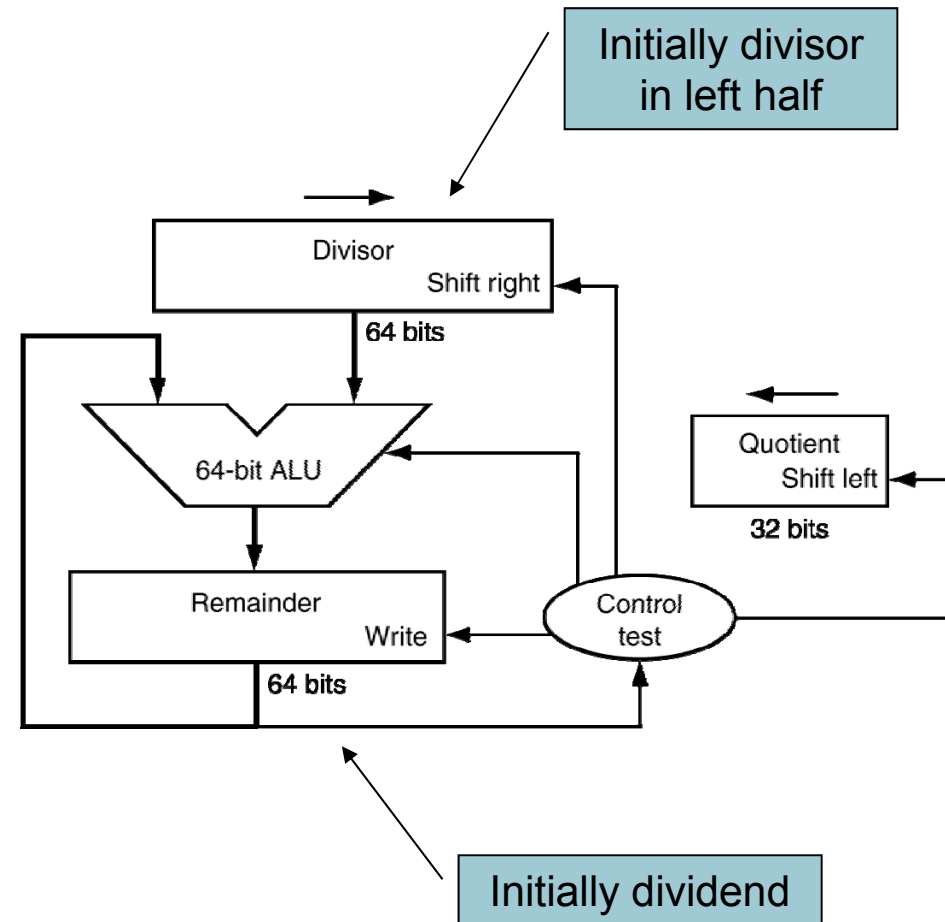 Initially divisor
in left half
Divisor
Shift right
64 bits
64-bit ALU
Quotient
Shift left
32 bits
Remainder
Write
Control
test
64 bits
Initially dividend